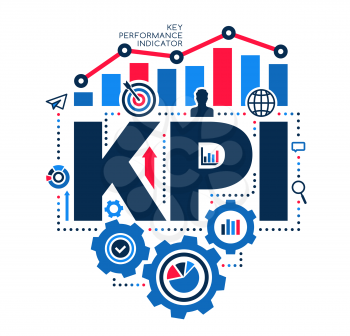 KEY
PERFORMANCE
INDICATOR
KPI